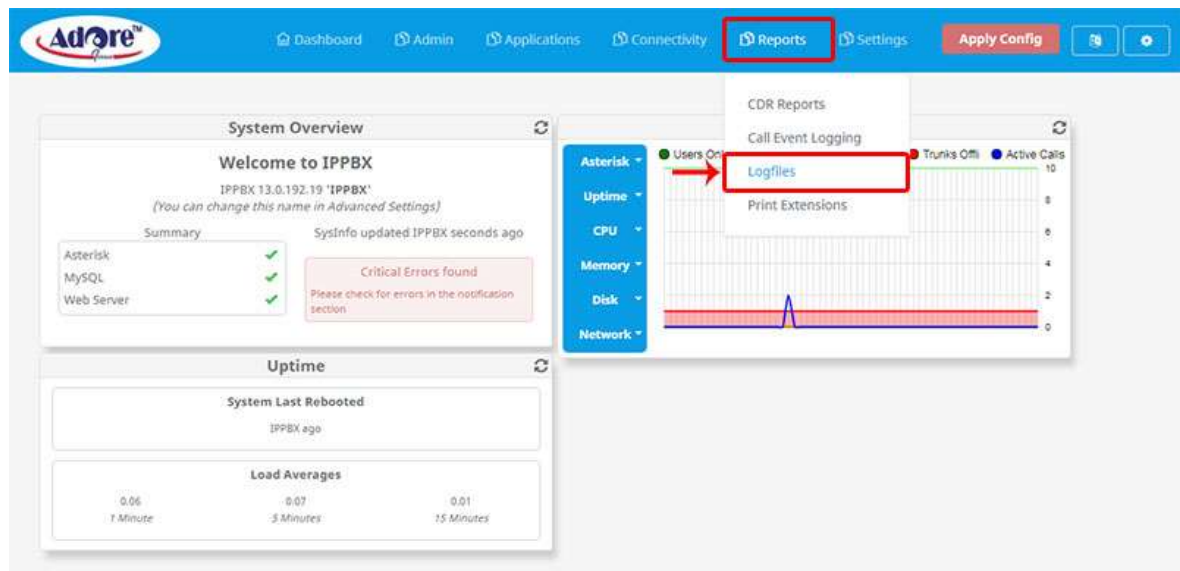 Adore™
Dashboard
Admin
Applications
Connectivity
Reports
Settings
Apply Config
CDR Reports
Call Event Logging
Logfiles
Print Extensions
System Overview
Welcome to IPPBX
IPPBX 13.0.192.19 'IPPBX'
(You can change this name in Advanced Settings)
Summary
SysInfo updated IPPBX seconds ago
Asterisk
MySQL
Web Server
Critical Errors found
Please check for errors in the notification
section
Asterisk
Uptime
CPU
Memory
Disk
Network
Users Onl
Trunks Offli
Active Calls
10
8
6
4
2
0
Uptime
System Last Rebooted
IPPBX ago
Load Averages
0.06 0.07 0.01
1 Minute 5 Minutes 15 Minutes